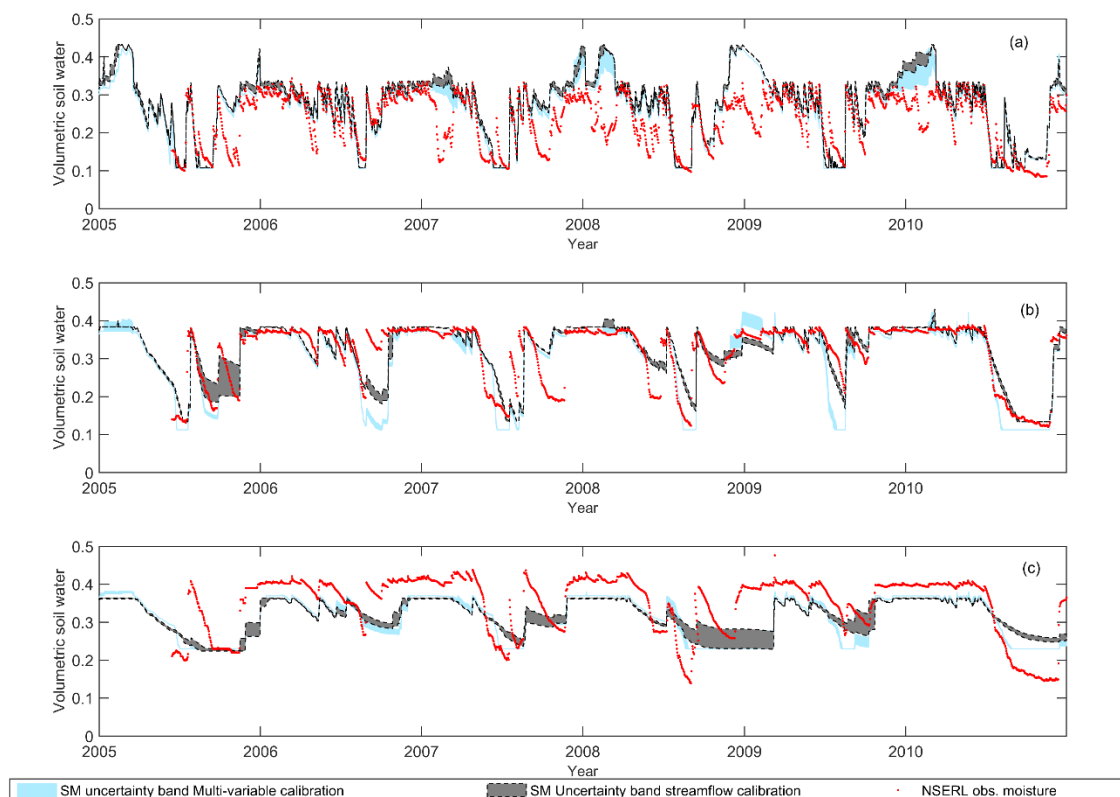 0.5
(a)
0.4
0.3
0.2
0.1
0
Volumetric soil water
2005 2006 2007 2008 2009 2010
Year
0.5
(b)
0.4
0.3
0.2
0.1
0
Volumetric soil water
2005 2006 2007 2008 2009 2010
Year
0.5
(c)
0.4
0.3
0.2
0.1
0
Volumetric soil water
2005 2006 2007 2008 2009 2010
Year
SM uncertainty band Multi-variable calibration SM Uncertainty band streamflow calibration NSERL obs. moisture